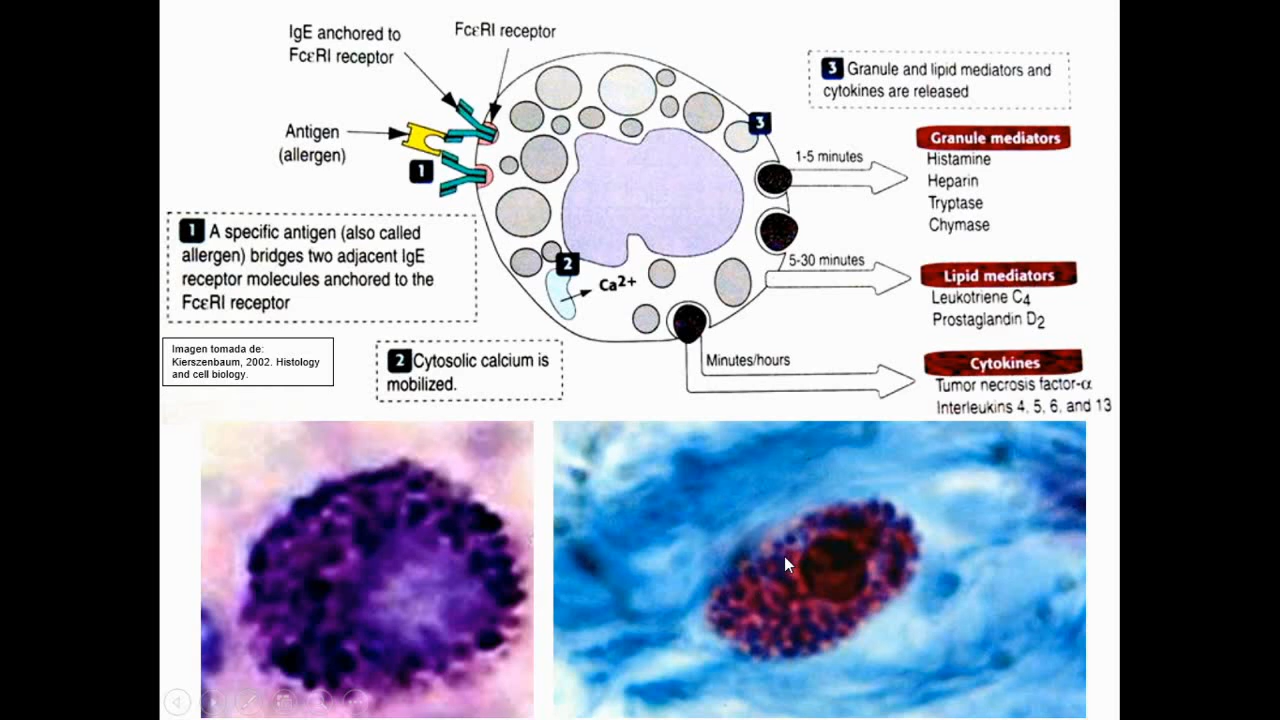 IgE anchored to
FcεRI receptor
FcεRI receptor
Antigen
(allergen)
1
1 A specific antigen (also called
allergen) bridges two adjacent IgE
receptor molecules anchored to the
FcεRI receptor
Imagen tomada de:
Kierszenbaum, 2002. Histology
and cell biology.
2
Ca2+
2 Cytosolic calcium is
mobilized.
3
3 Granule and lipid mediators and
cytokines are released
1-5 minutes
Granule mediators
Histamine
Heparin
Tryptase
Chymase
5-30 minutes
Lipid mediators
Leukotriene C4
Prostaglandin D2
Minutes/hours
Cytokines
Tumor necrosis factor-α
Interleukins 4, 5, 6, and 13